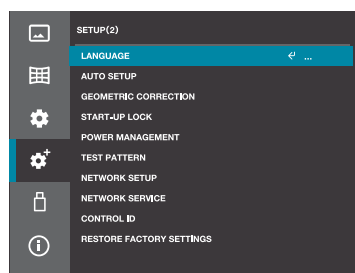 SETUP(2)
LANGUAGE ...
AUTO SETUP
GEOMETRIC CORRECTION
START-UP LOCK
POWER MANAGEMENT
TEST PATTERN
NETWORK SETUP
NETWORK SERVICE
CONTROL ID
RESTORE FACTORY SETTINGS